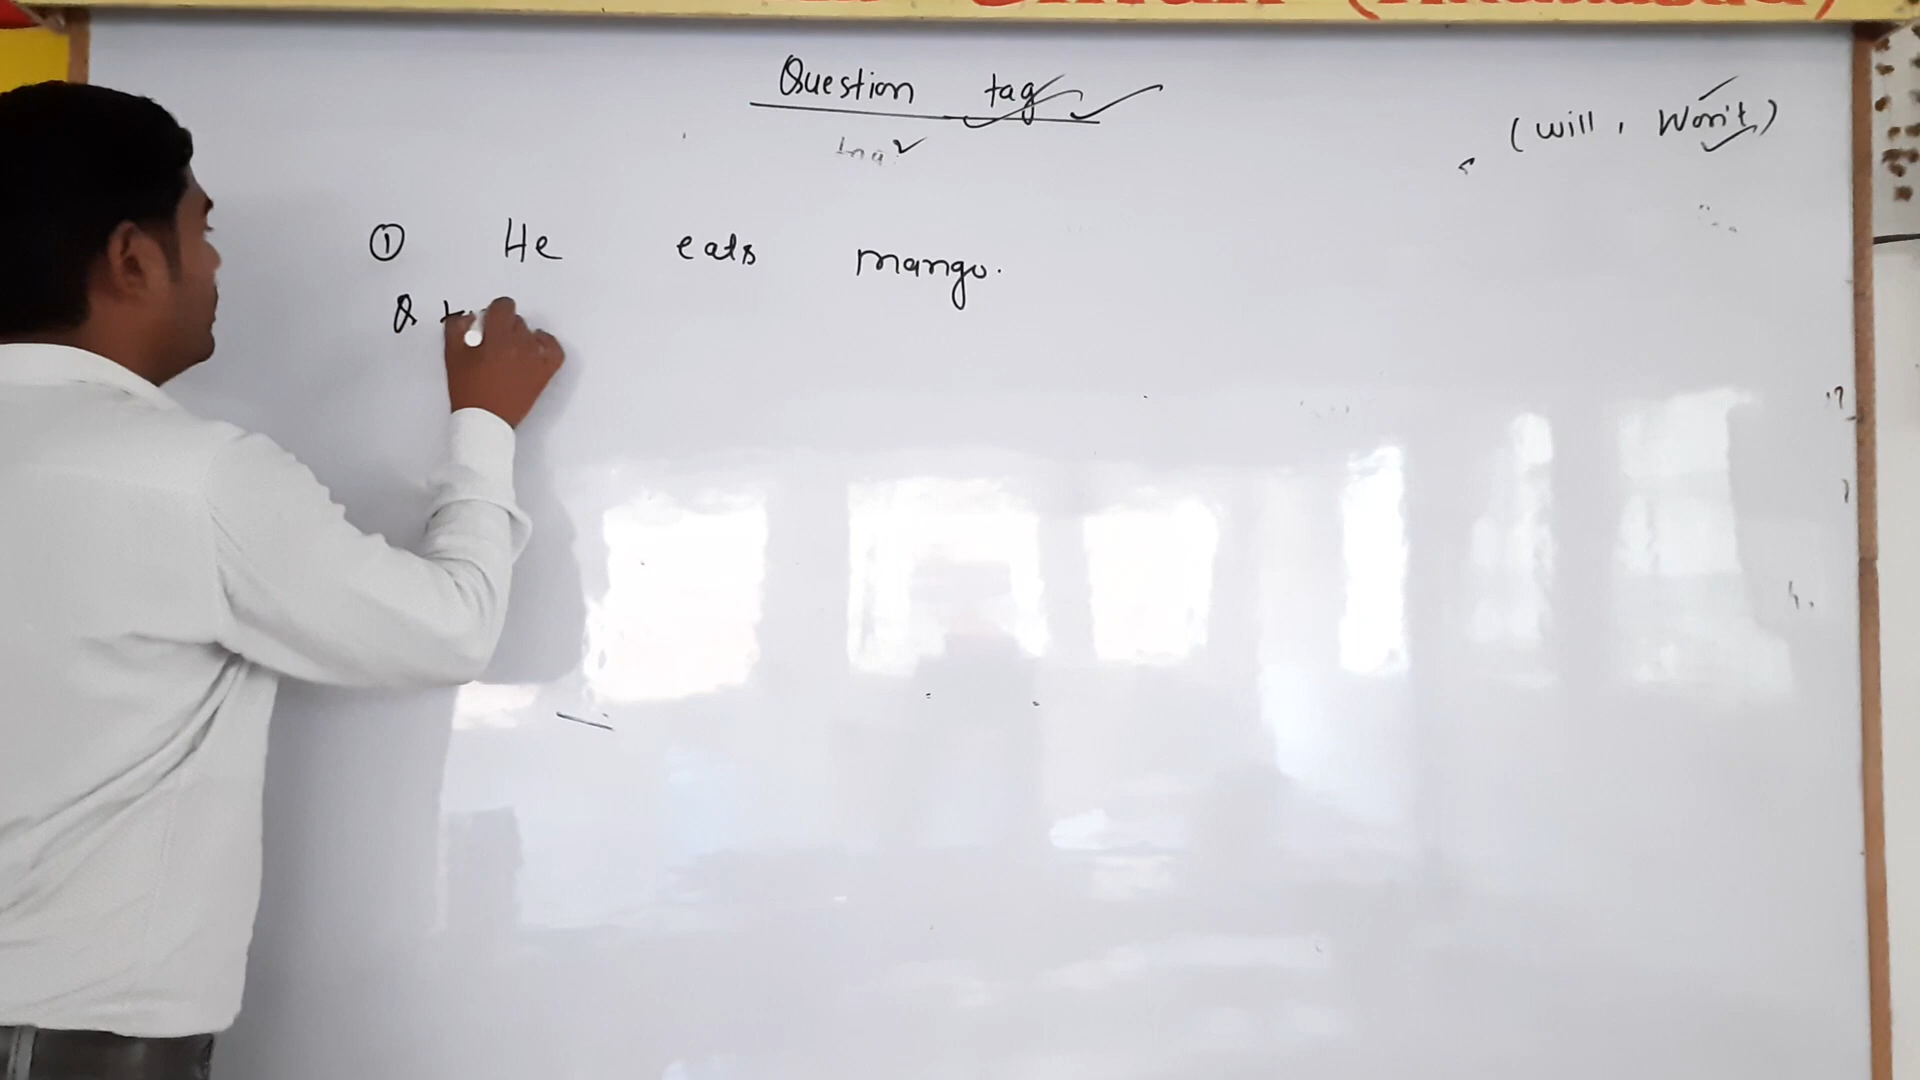 Question tag
(will, Won't)
① He eats mango.
Q